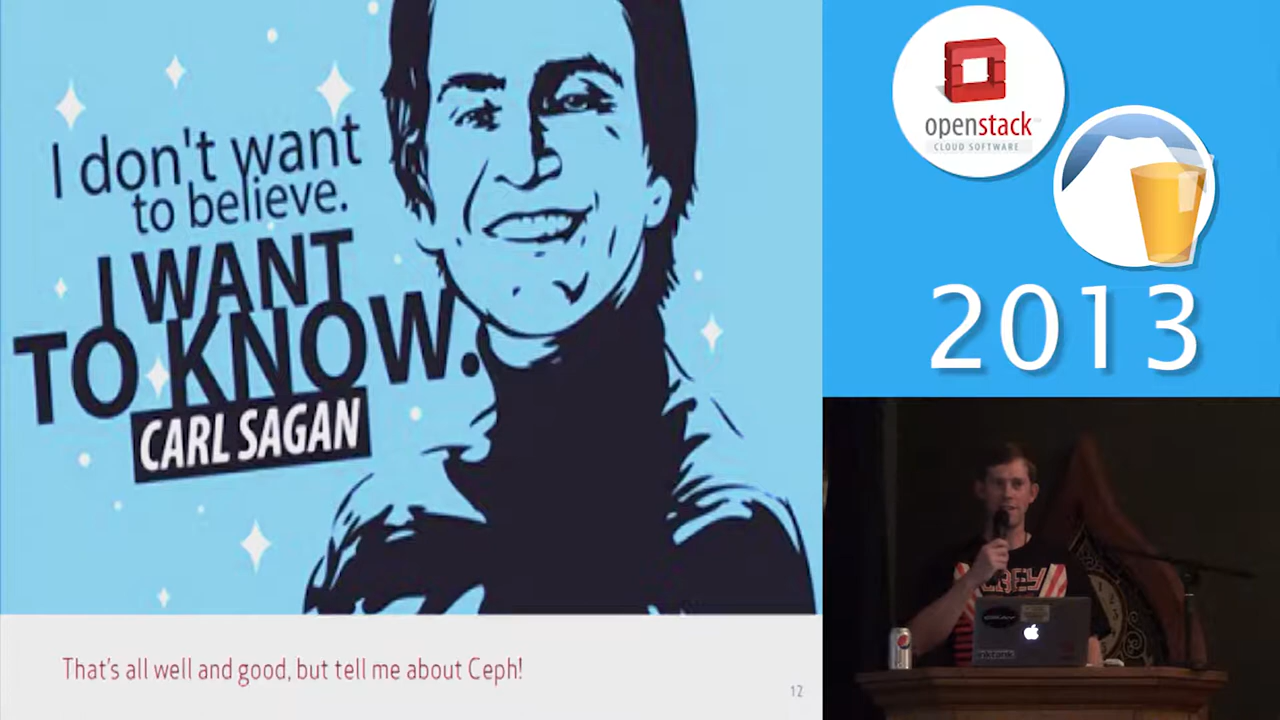 I don't want
to believe.
I WANT
TO KNOW.
CARL SAGAN
That's all well and good, but tell me about Ceph!
12
openstack
CLOUD SOFTWARE
2013
OBEY